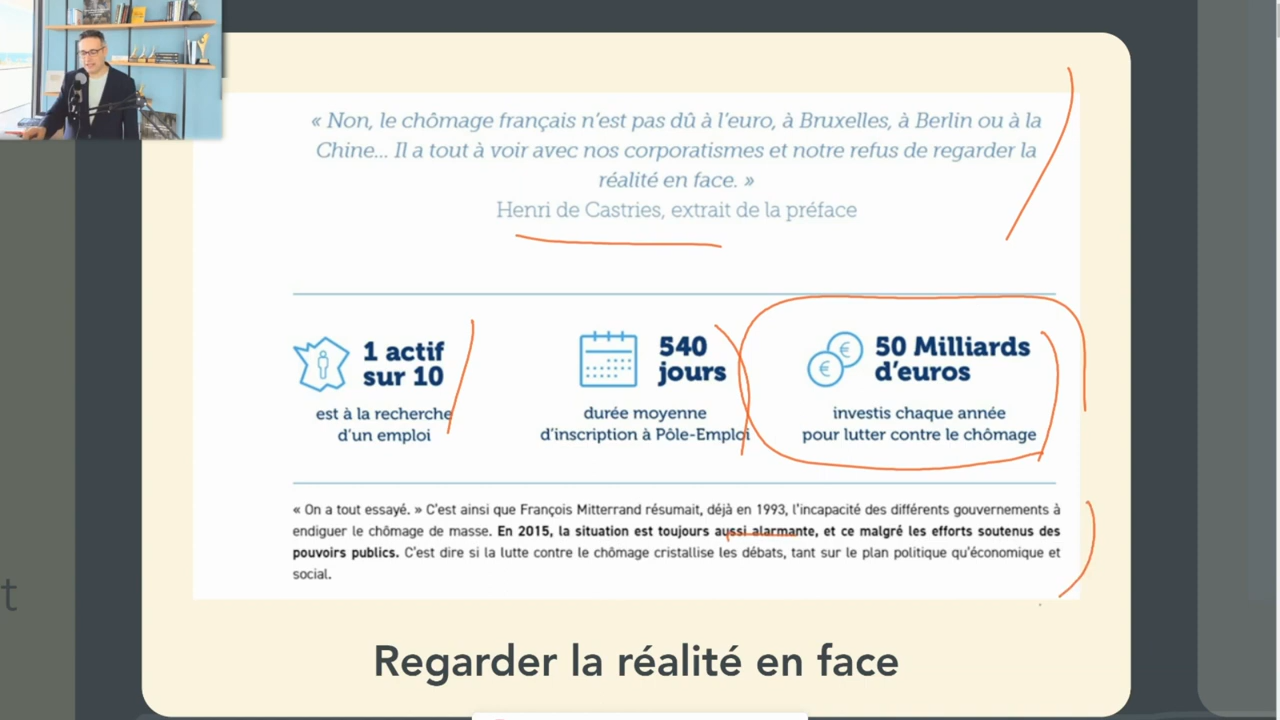 « Non, le chômage français n'est pas dû à l'euro, à Bruxelles, à Berlin ou à la
Chine... Il a tout à voir avec nos corporatismes et notre refus de regarder la
réalité en face. »
Henri de Castries, extrait de la préface
1 actif
sur 10
est à la recherche
d'un emploi
540
jours
durée moyenne
d'inscription à Pôle-Emploi
50 Milliards
d'euros
investis chaque année
pour lutter contre le chômage
« On a tout essayé. » C'est ainsi que François Mitterrand résumait, déjà en 1993, l'incapacité des différents gouvernements à
endiguer le chômage de masse. En 2015, la situation est toujours aussi alarmante, et ce malgré les efforts soutenus des
pouvoirs publics. C'est dire si la lutte contre le chômage cristallise les débats, tant sur le plan politique qu'économique et
social.
t
Regarder la réalité en face